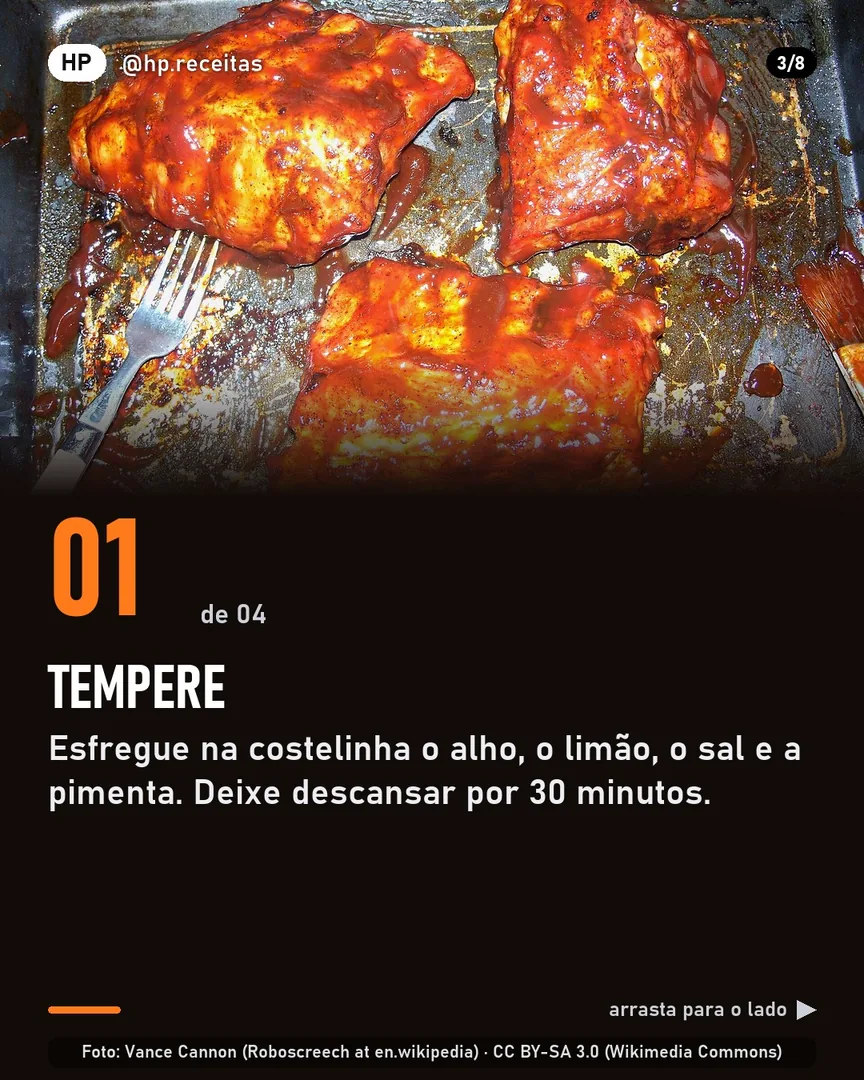 HP @hp.receitas 3/8
01 de 04
TEMPERE
Esfregue na costelinha o alho, o limão, o sal e a
pimenta. Deixe descansar por 30 minutos.
arrasta para o lado ▶
Foto: Vance Cannon (Roboscreech at en.wikipedia) · CC BY-SA 3.0 (Wikimedia Commons)